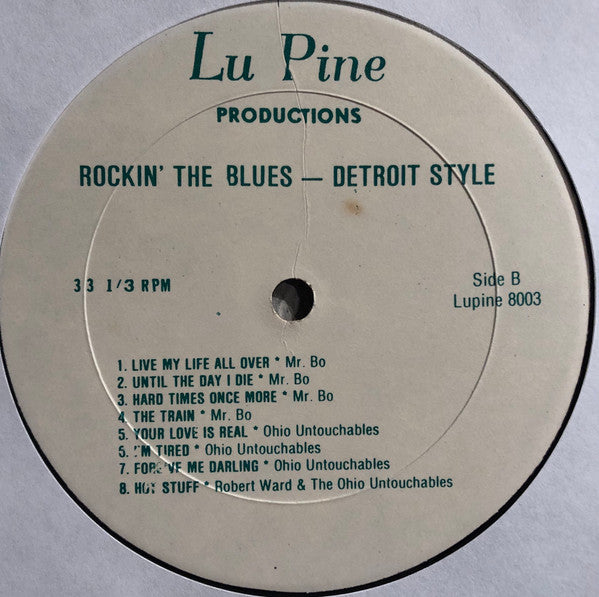 Lu Pine
PRODUCTIONS
ROCKIN' THE BLUES — DETROIT STYLE
33 1/3 RPM
Side B
Lupine 8003
1. LIVE MY LIFE ALL OVER * Mr. Bo
2. UNTIL THE DAY I DIE * Mr. Bo
3. HARD TIMES ONCE MORE * Mr. Bo
4. THE TRAIN * Mr. Bo
5. YOUR LOVE IS REAL * Ohio Untouchables
5. I'M TIRED * Ohio Untouchables
7. FORGIVE ME DARLING * Ohio Untouchables
8. HOT STUFF * Robert Ward & The Ohio Untouchables